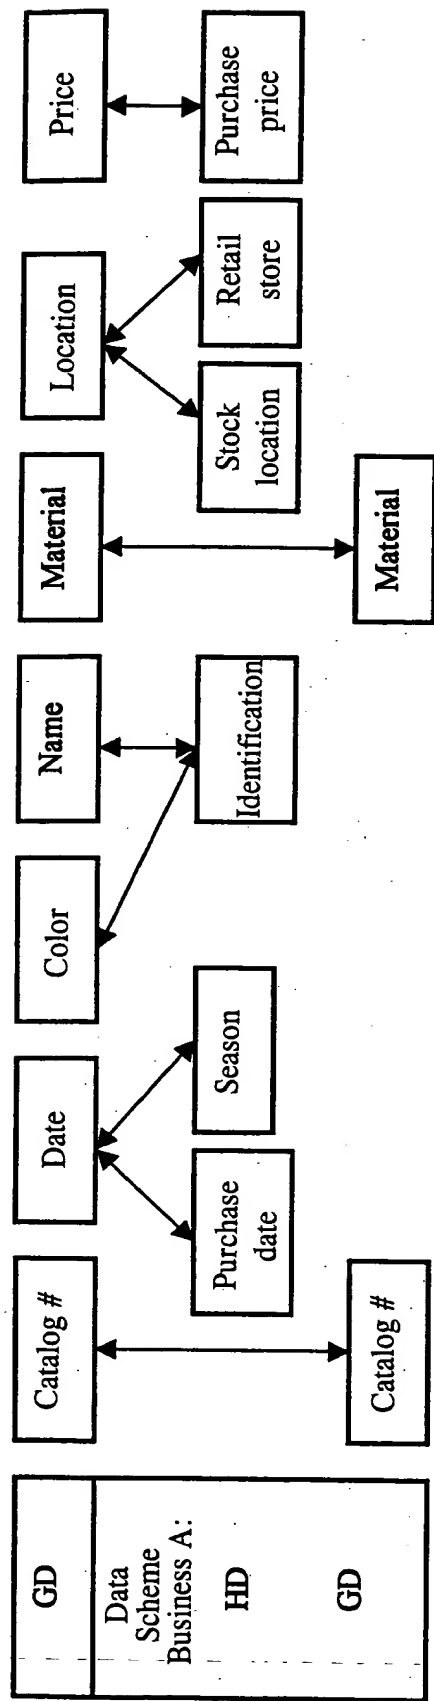 GD
Catalog #
Date
Color
Name
Material
Location
Price
Data
Scheme
Business A:
HD
Purchase
date
Season
Identification
Stock
location
Retail
store
Purchase
price
GD
Catalog #
Material